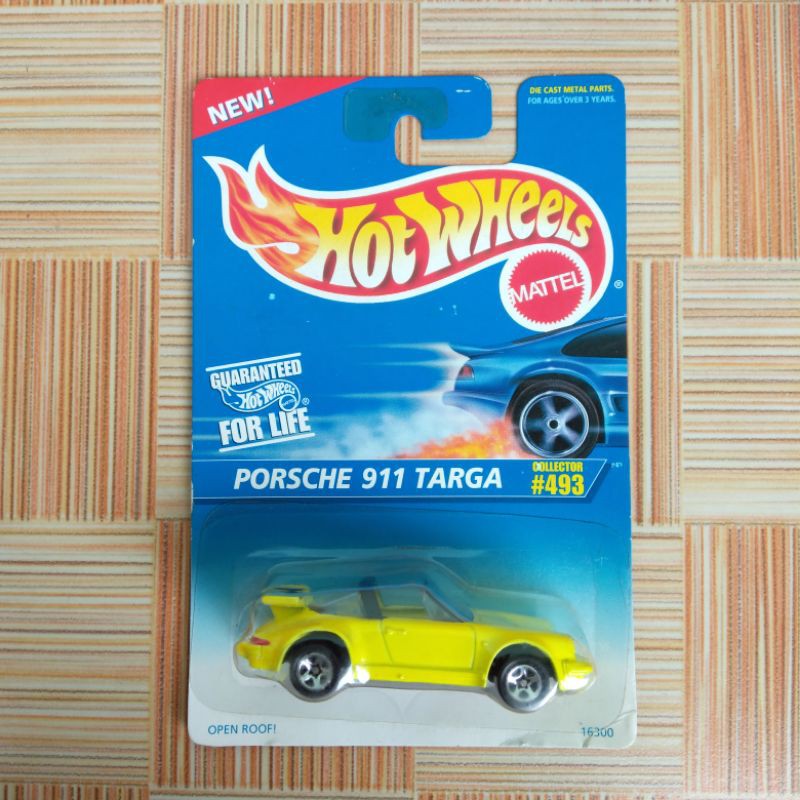 NEW!
DIE CAST METAL PARTS.
FOR AGES OVER 3 YEARS.
HOT WHEELS
MATTEL
®
GUARANTEED
HOT WHEELS
®
FOR LIFE
PORSCHE 911 TARGA
COLLECTOR
#493
OPEN ROOF!
16300